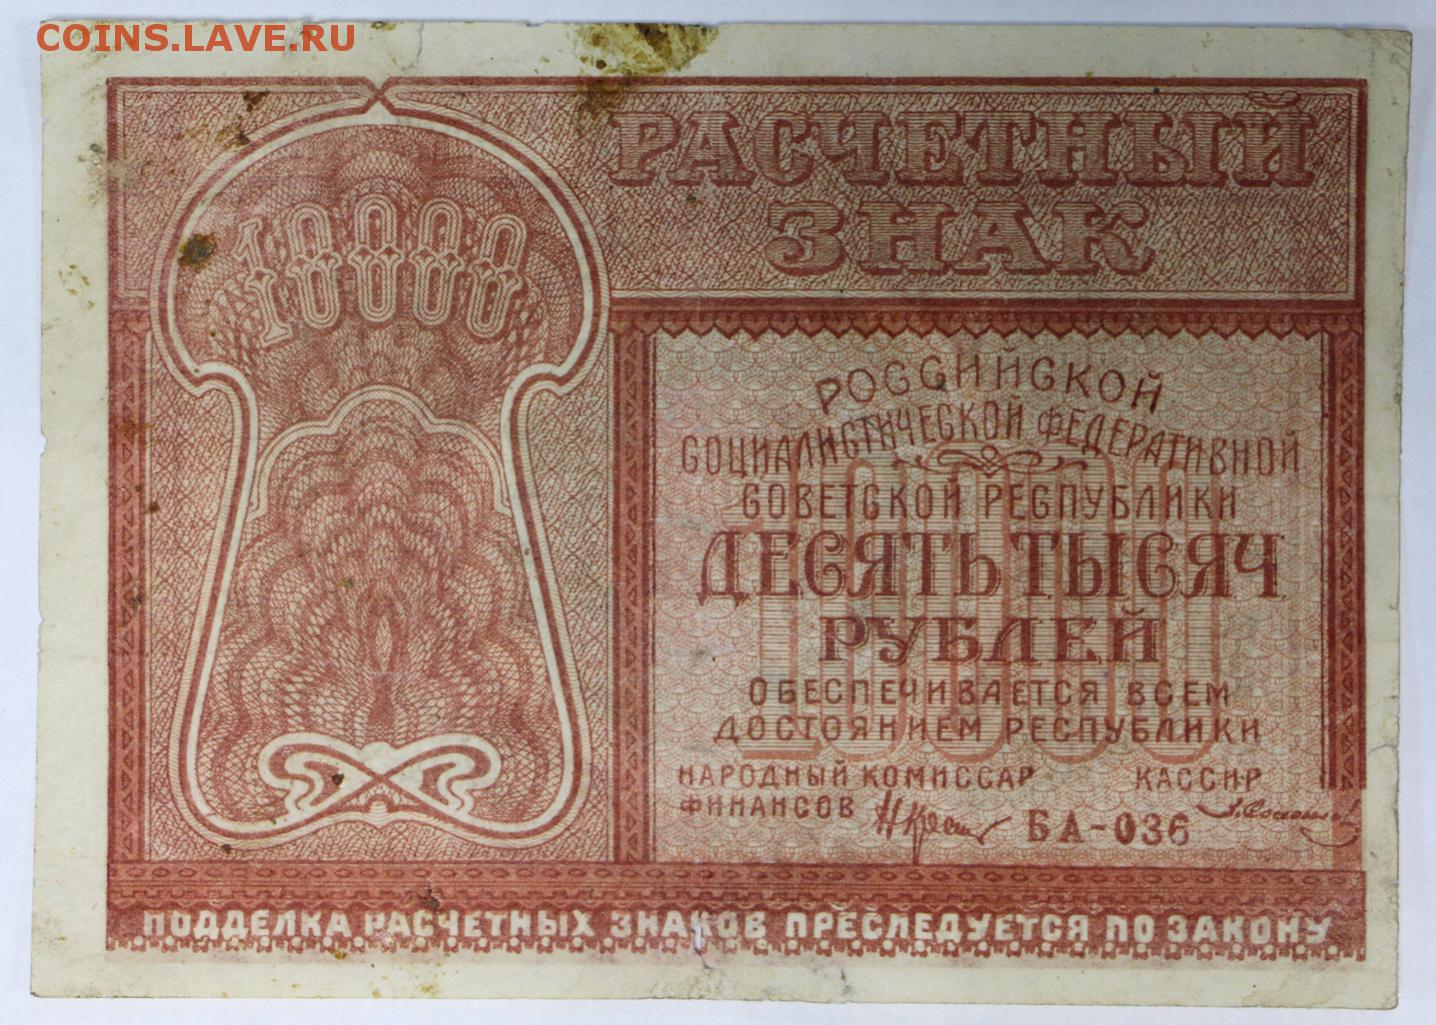 COINS.LAVE.RU
РАСЧЕТНЫЙ
ЗНАК
10000
РОССИЙСКОЙ
СОЦИАЛИСТИЧЕСКОЙ ФЕДЕРАТИВНОЙ
СОВЕТСКОЙ РЕСПУБЛИКИ
10000
ДЕСЯТЬ ТЫСЯЧ
РУБЛЕЙ
ОБЕСПЕЧИВАЕТСЯ ВСЕМ
ДОСТОЯНИЕМ РЕСПУБЛИКИ
НАРОДНЫЙ КОМИССАР КАССИР
ФИНАНСОВ БА-036
ПОДДЕЛКА РАСЧЕТНЫХ ЗНАКОВ ПРЕСЛЕДУЕТСЯ ПО ЗАКОНУ